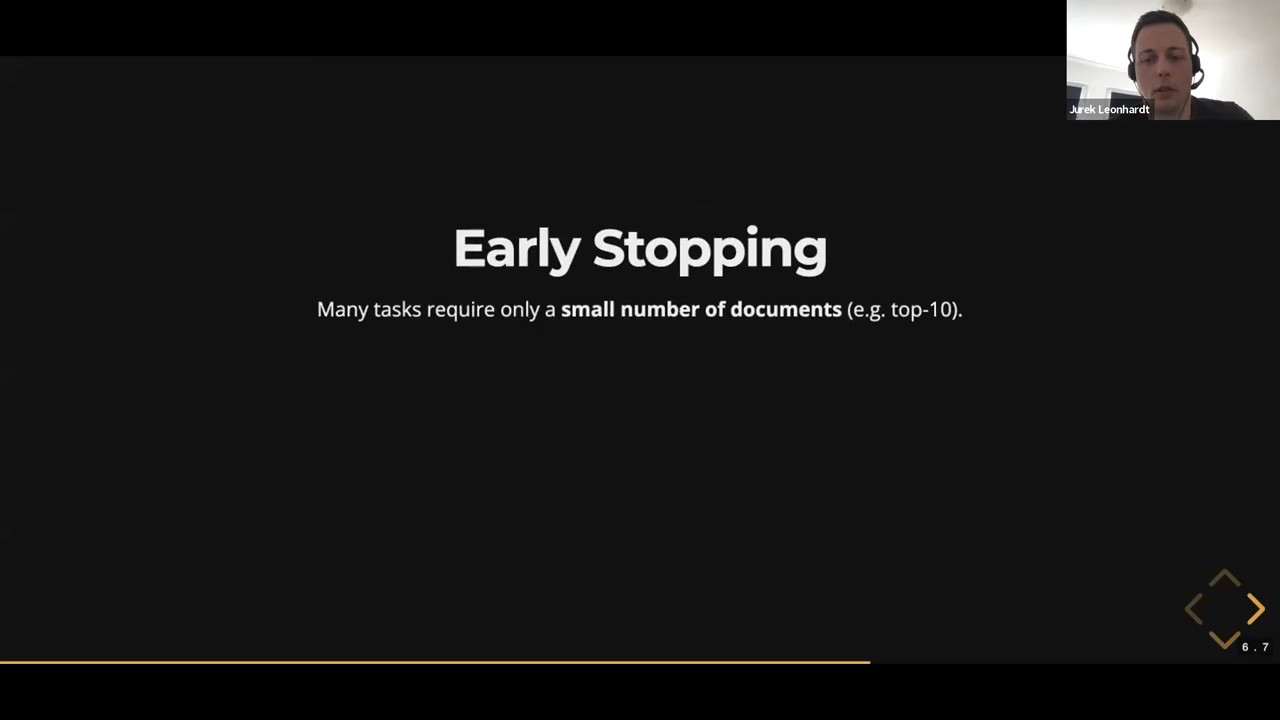 Jurek Leonhardt
Early Stopping
Many tasks require only a small number of documents (e.g. top-10).
6 . 7